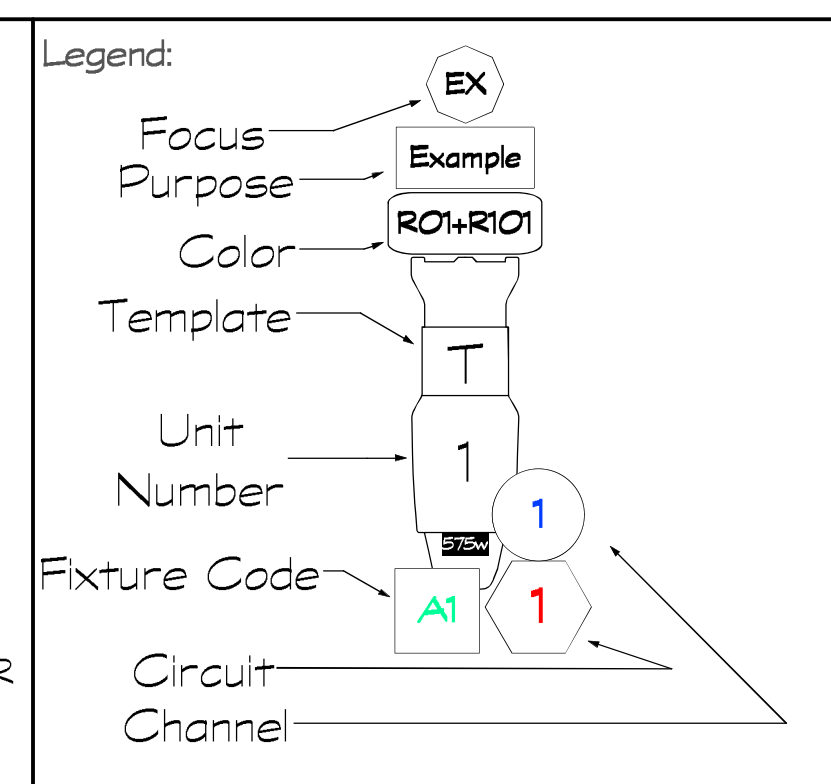 Legend:
EX
Focus
Example
Purpose
R01+R101
Color
Template
T
Unit
Number
1
1
575w
Fixture Code
A1
1
Circuit
Channel